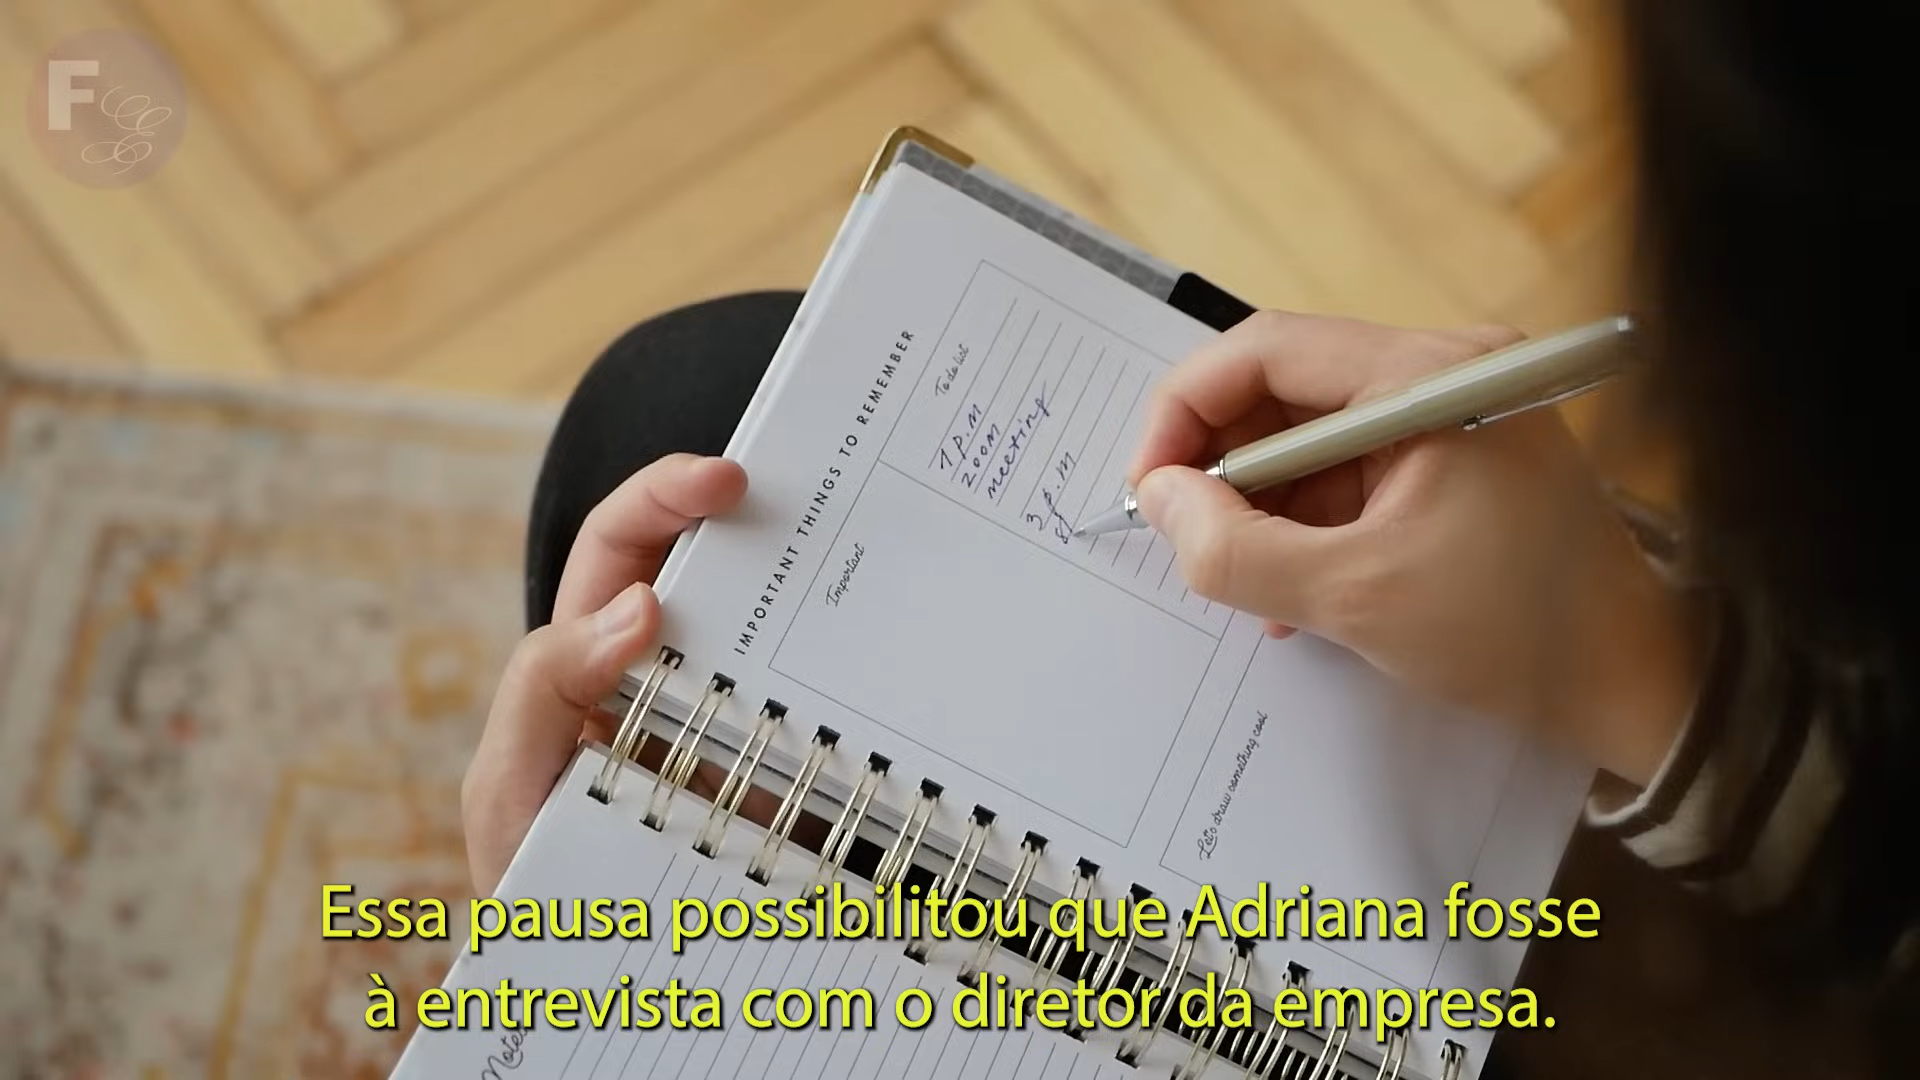 F
IMPORTANT THINGS TO REMEMBER
To do list
1 p.m
zoom
meeting
3 p.m
Important
Let's draw something cool
Notes
Essa pausa possibilitou que Adriana fosse
à entrevista com o diretor da empresa.